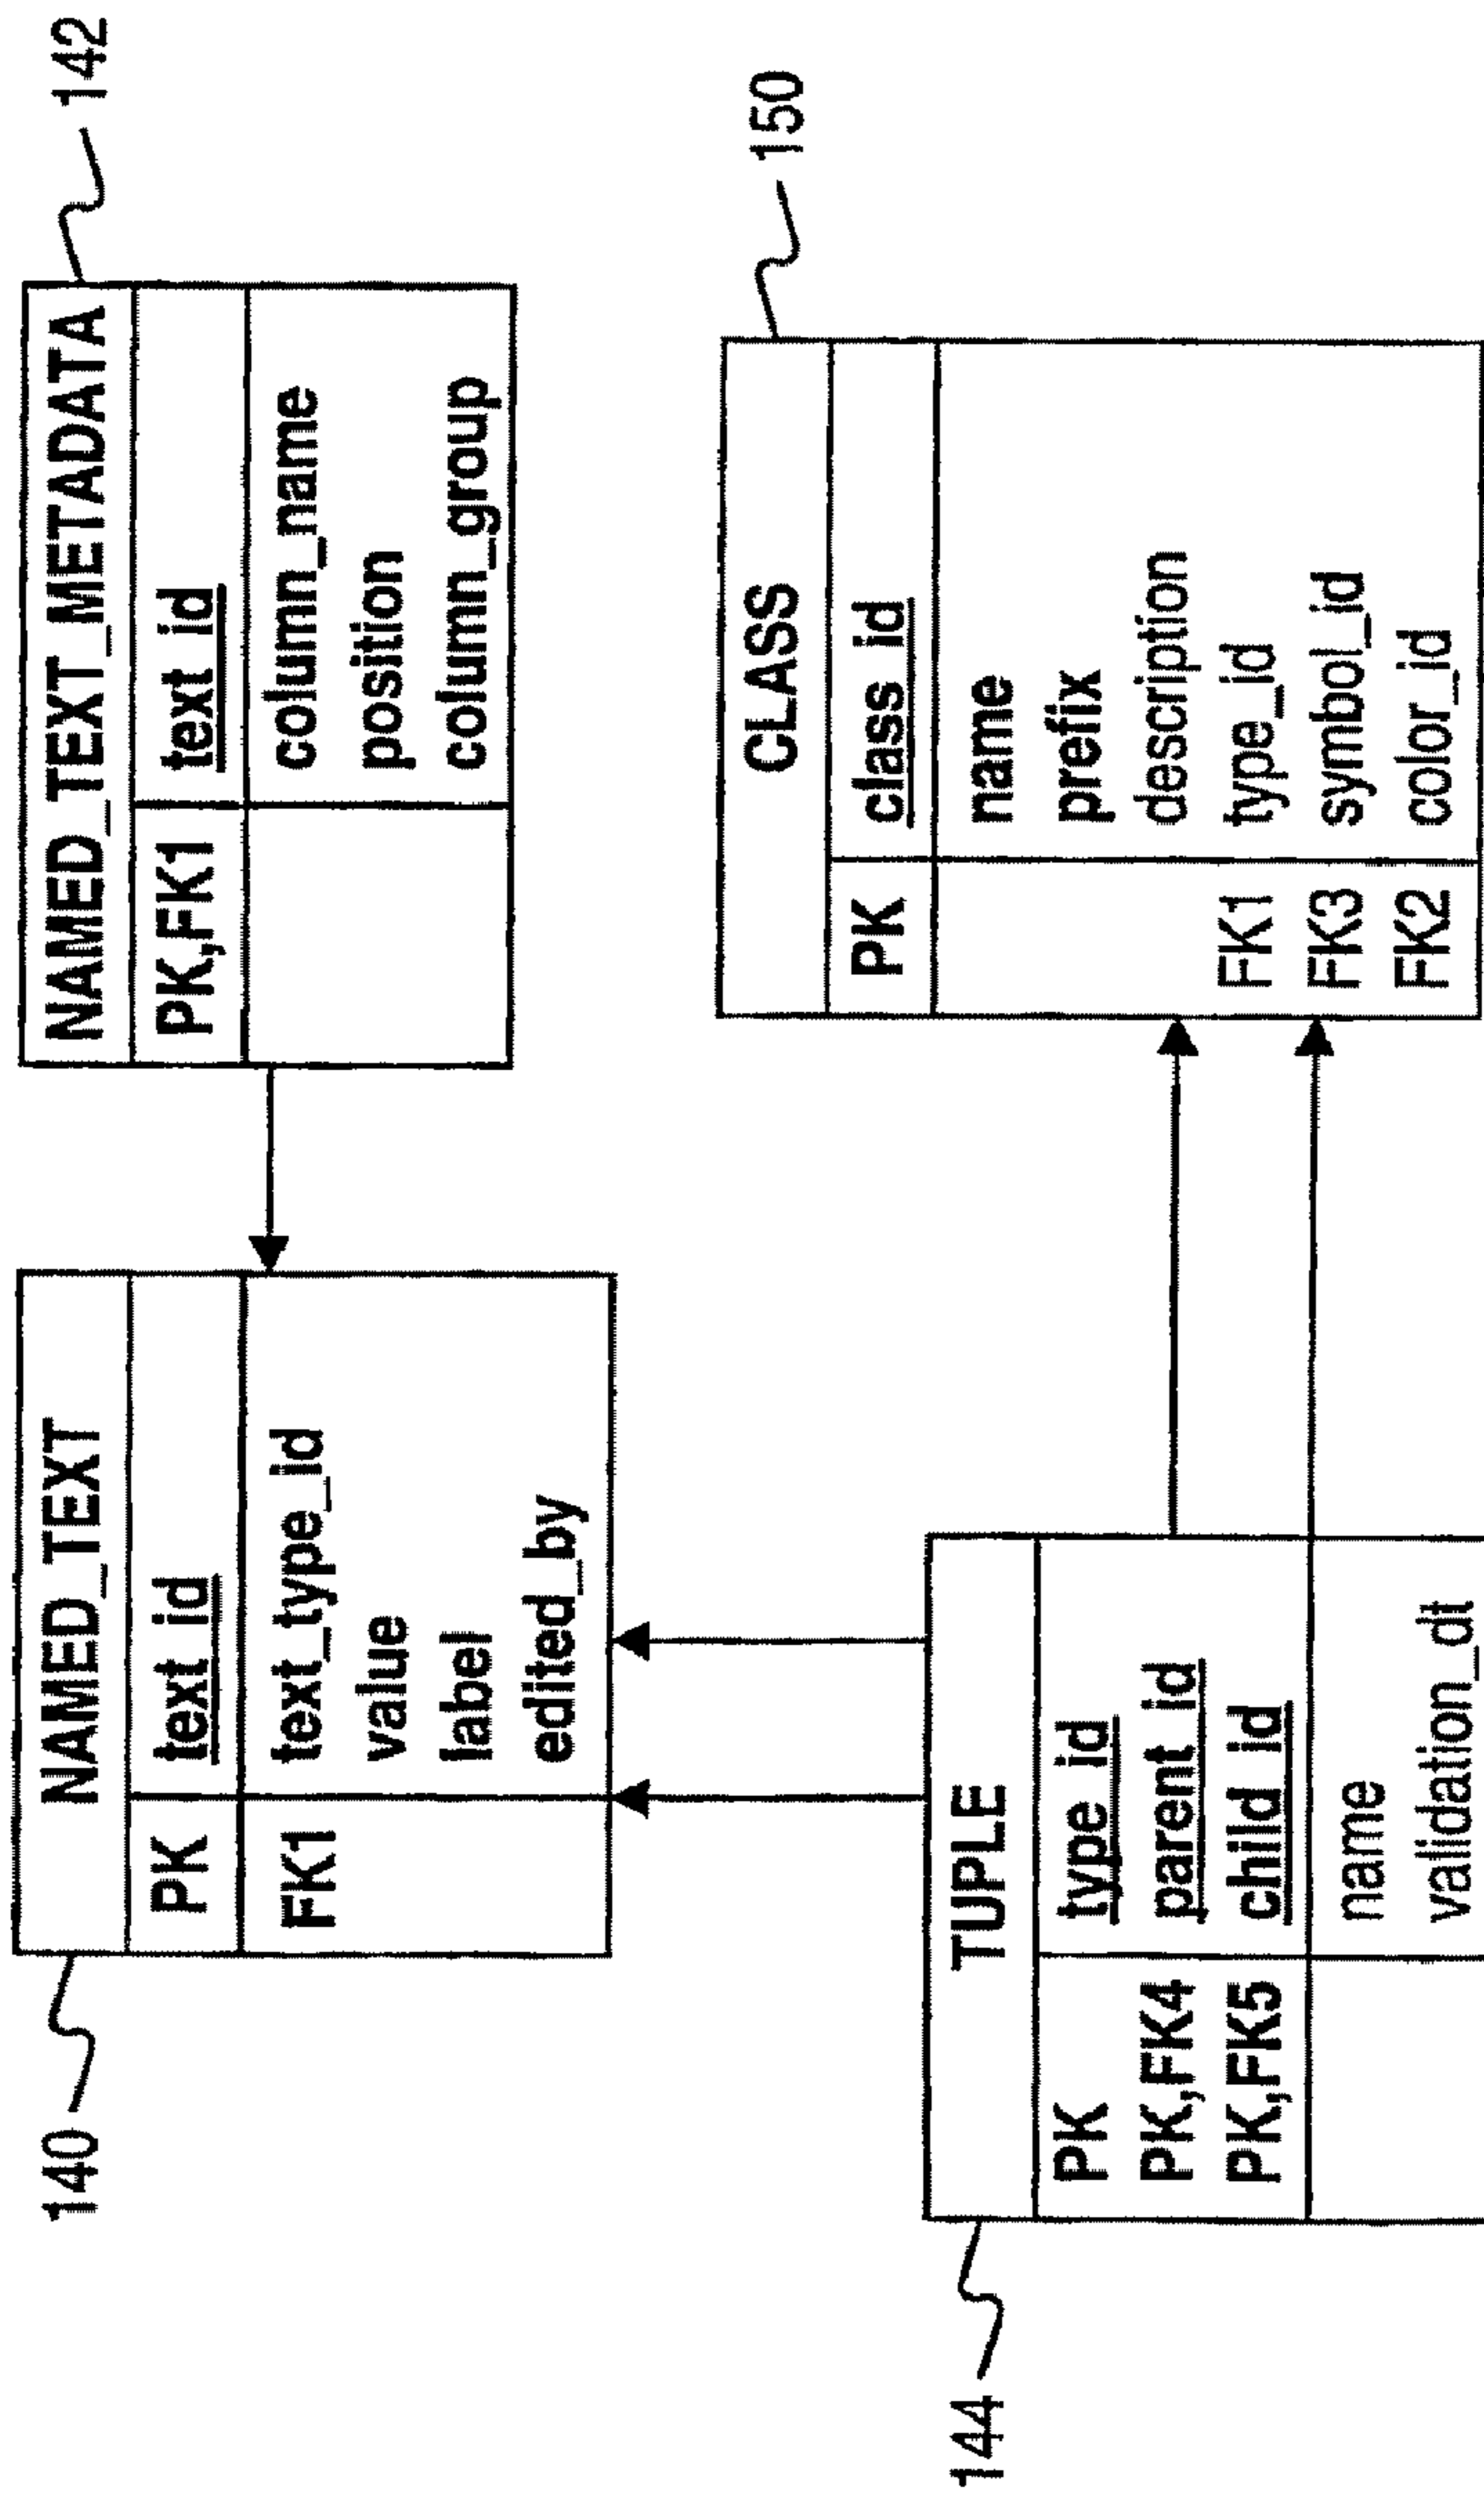 140
NAMED_TEXT
PK text_id
FK1 text_type_id
value
label
edited_by
NAMED_TEXT_METADATA
142
PK,FK1 text_id
column_name
position
column_group
144
TUPLE
PK type_id
PK,FK4 parent_id
PK,FK5 child_id
name
validation_dt
CLASS
150
PK class_id
name
prefix
description
FK1 type_id
FK3 symbol_id
FK2 color_id